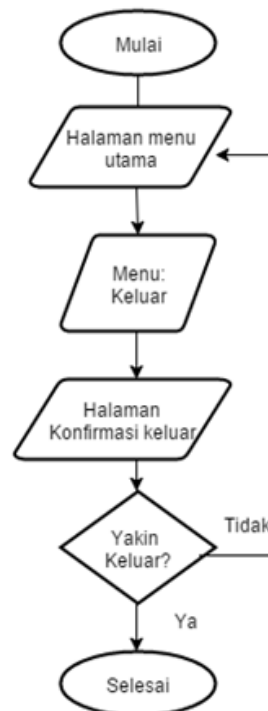 Mulai
Halaman menu
utama
Menu:
Keluar
Halaman
Konfirmasi keluar
Yakin
Keluar?
Tidak
Ya
Selesai